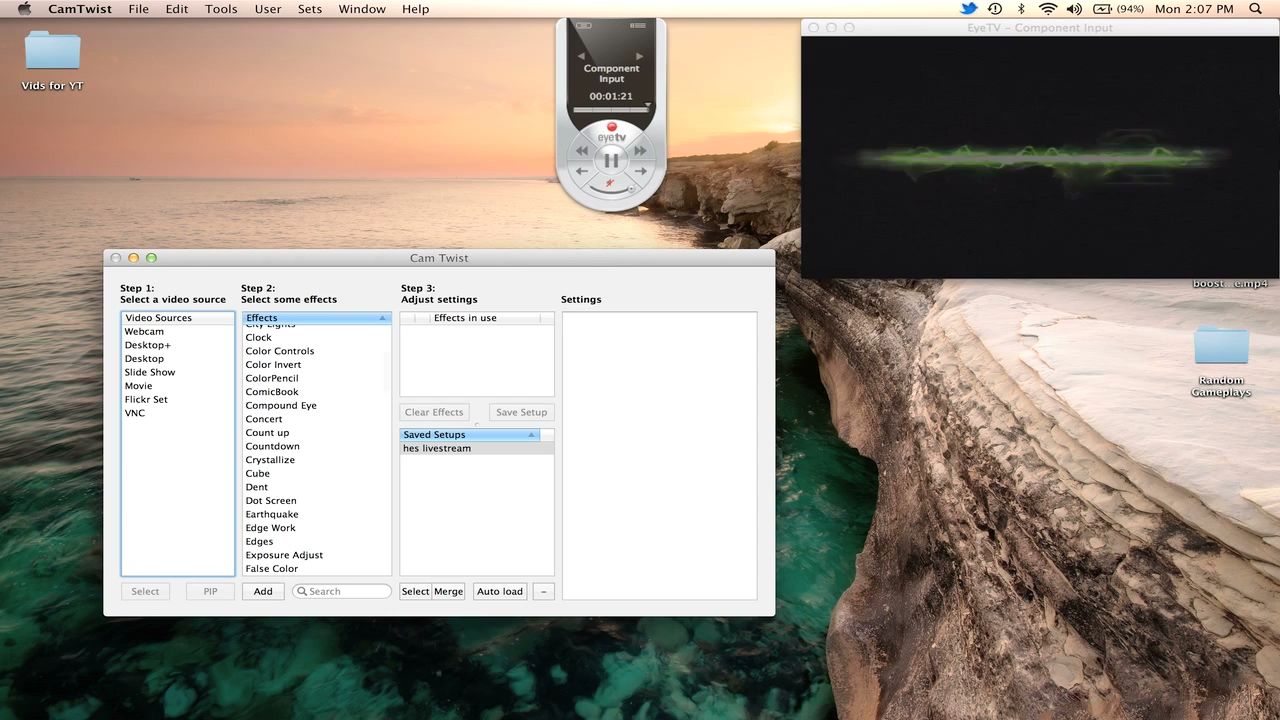 CamTwist File Edit Tools User Sets Window Help (94%) Mon 2:07 PM
Vids for YT
Component
Input
00:01:21
eyetv
EyeTV – Component Input
boost...e.mp4
Random
Gameplays
Cam Twist
Step 1:
Select a video source
Step 2:
Select some effects
Step 3:
Adjust settings
Settings
Video Sources
Webcam
Desktop+
Desktop
Slide Show
Movie
Flickr Set
VNC
Select
PIP
Effects
City Lights
Clock
Color Controls
Color Invert
ColorPencil
ComicBook
Compound Eye
Concert
Count up
Countdown
Crystallize
Cube
Dent
Dot Screen
Earthquake
Edge Work
Edges
Exposure Adjust
False Color
Add
Search
Effects in use
Clear Effects
Save Setup
Saved Setups
hes livestream
Select
Merge
Auto load
–